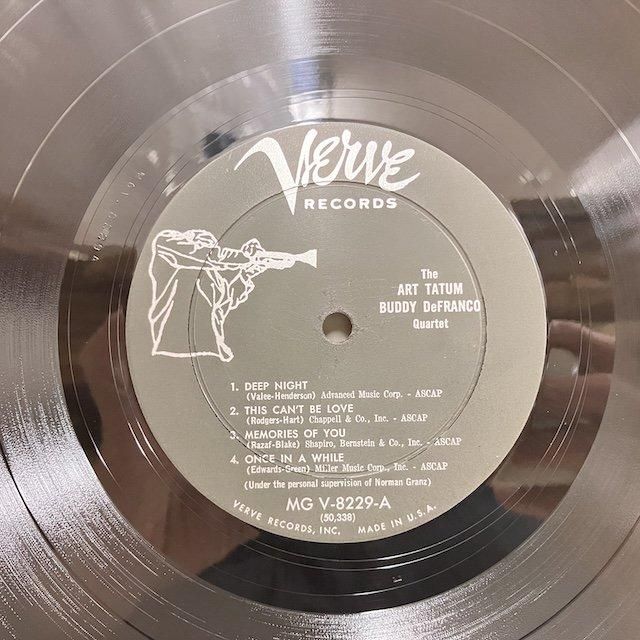 Verve
RECORDS
The
ART TATUM
BUDDY DeFRANCO
Quartet
1. DEEP NIGHT
(Valee-Henderson) Advanced Music Corp. - ASCAP
2. THIS CAN'T BE LOVE
(Rodgers-Hart) Chappell & Co., Inc. - ASCAP
3. MEMORIES OF YOU
(Razaf-Blake) Shapiro, Bernstein & Co., Inc. - ASCAP
4. ONCE IN A WHILE
(Edwards-Green) Miller Music Corp., Inc. - ASCAP
(Under the personal supervision of Norman Granz)
MG V-8229-A
(50,338)
VERVE RECORDS, INC. MADE IN U.S.A.